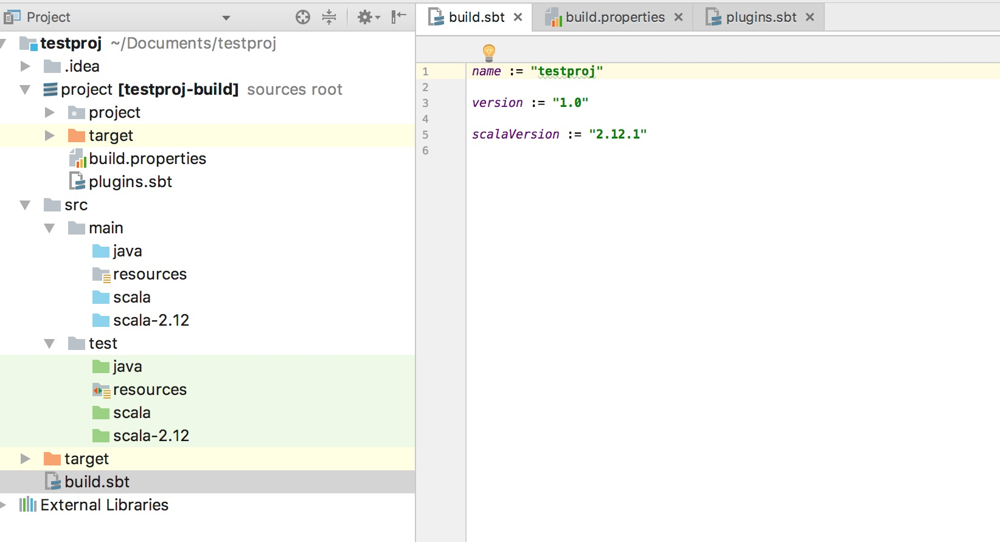 Project
testproj ~/Documents/testproj
.idea
project [testproj-build] sources root
project
target
build.properties
plugins.sbt
src
main
java
resources
scala
scala-2.12
test
java
resources
scala
scala-2.12
target
build.sbt
External Libraries
build.sbt build.properties plugins.sbt
1 name := "testproj"
2
3 version := "1.0"
4
5 scalaVersion := "2.12.1"
6